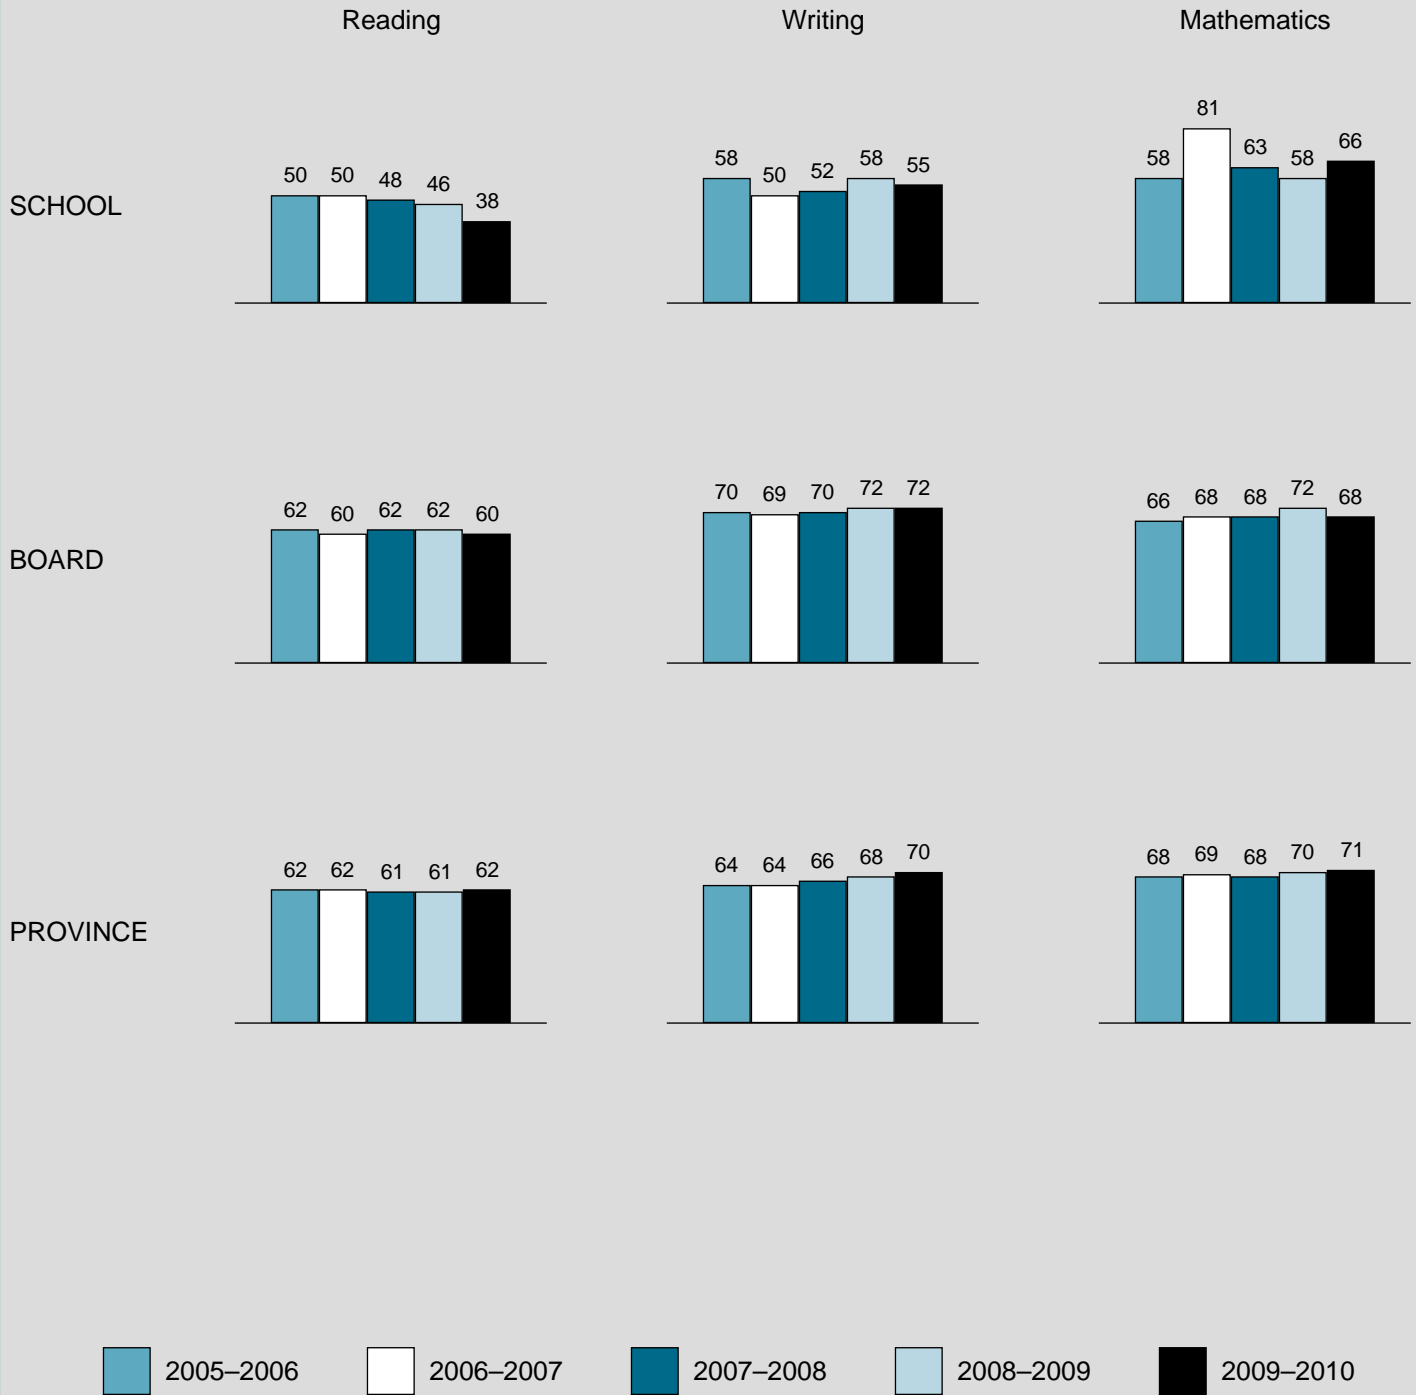 Reading Writing Mathematics
SCHOOL
50 50 48 46 38
58 50 52 58 55
58 81 63 58 66
BOARD
62 60 62 62 60
70 69 70 72 72
66 68 68 72 68
PROVINCE
62 62 61 61 62
64 64 66 68 70
68 69 68 70 71
2005–2006 2006–2007 2007–2008 2008–2009 2009–2010